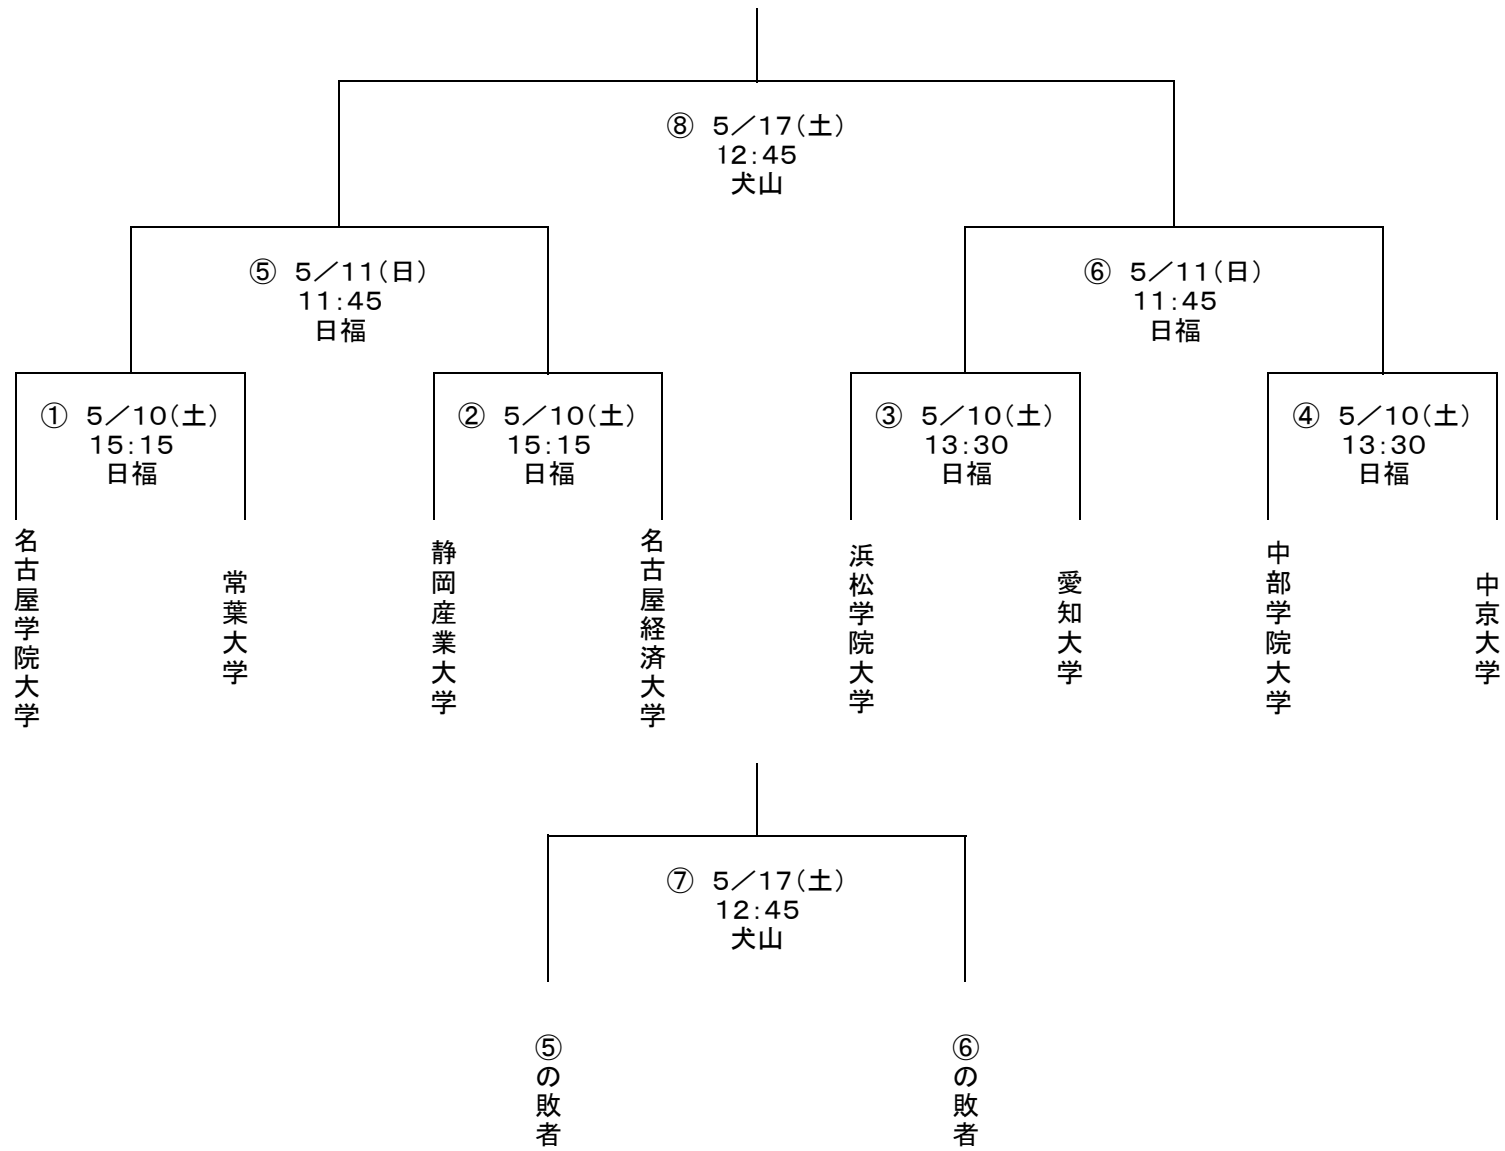 ⑧ 5／17(土)
12:45
犬山
⑤ 5／11(日)
11:45
日福
⑥ 5／11(日)
11:45
日福
① 5／10(土)
15:15
日福
② 5／10(土)
15:15
日福
③ 5／10(土)
13:30
日福
④ 5／10(土)
13:30
日福
名古屋学院大学
常葉大学
静岡産業大学
名古屋経済大学
浜松学院大学
愛知大学
中部学院大学
中京大学
⑦ 5／17(土)
12:45
犬山
⑤の敗者
⑥の敗者